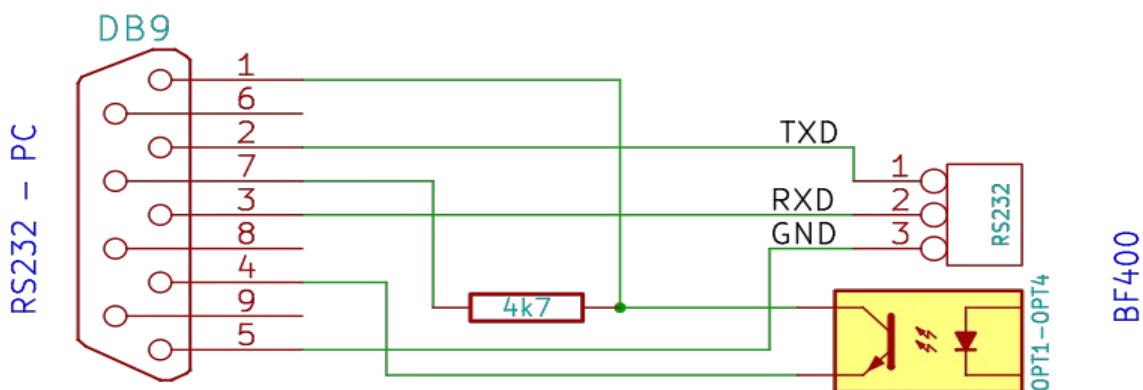 DB9
RS232 - PC
1
6
2
7
3
8
4
9
5
4k7
TXD
RXD
GND
1
2
3
RS232
OPT1-OPT4
BF400